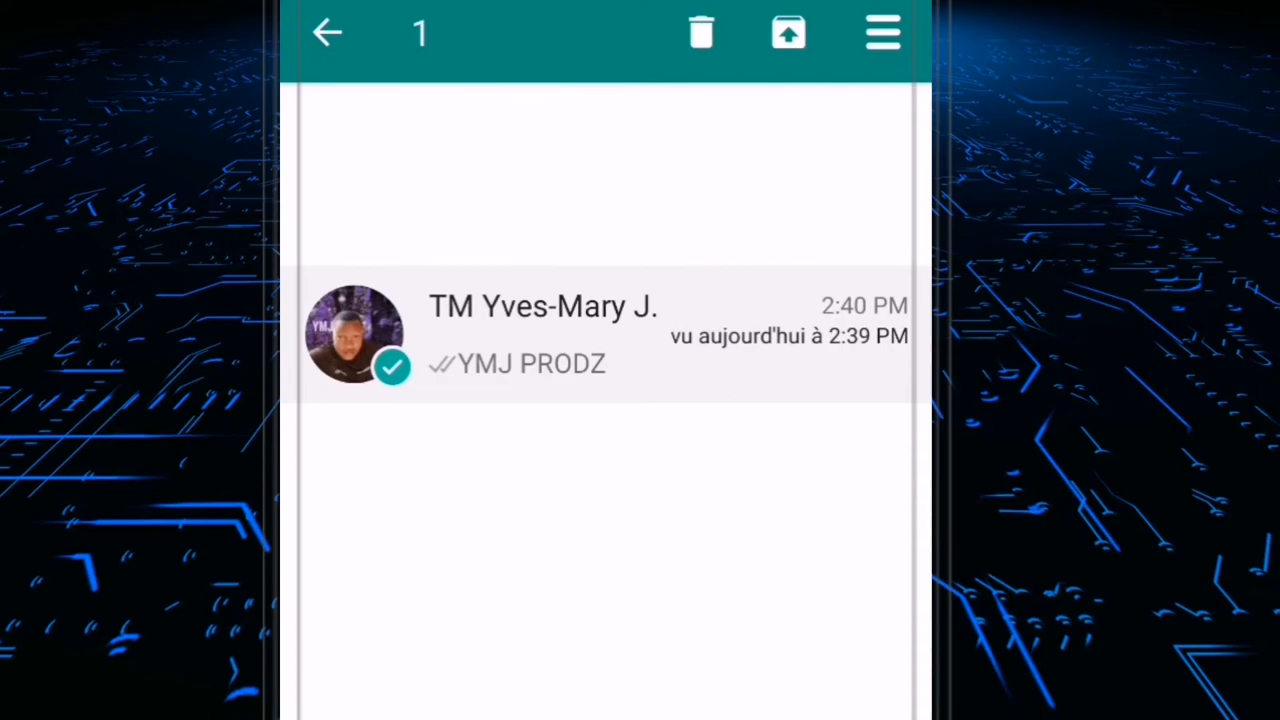 1
TM Yves-Mary J.
2:40 PM
vu aujourd'hui à 2:39 PM
YMJ PRODZ